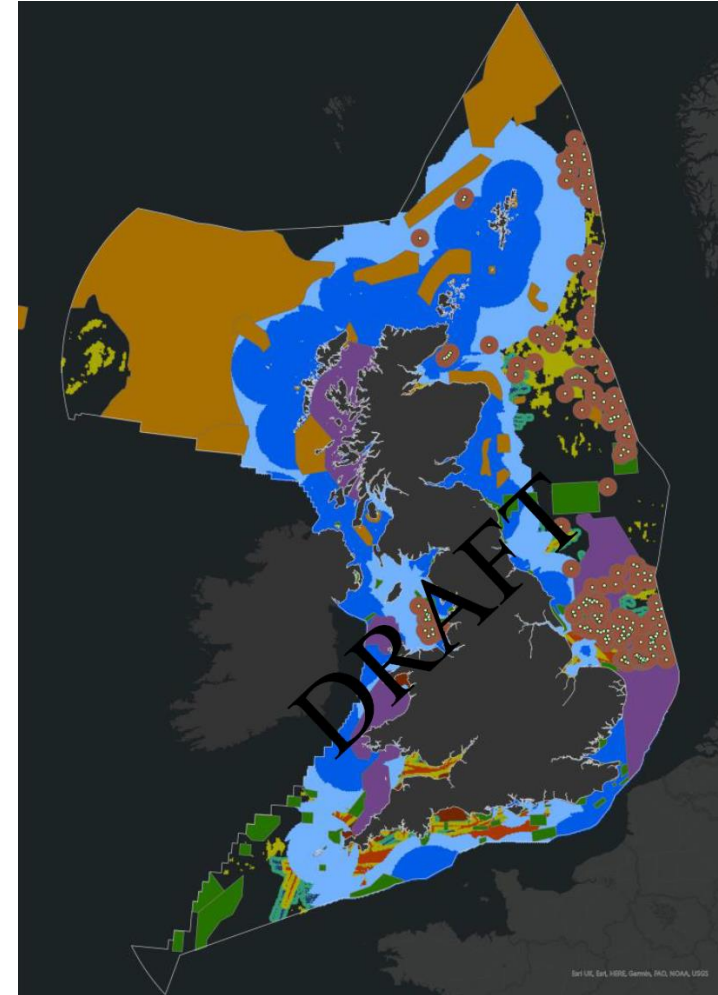 DRAFT
Esri UK, Esri, HERE, Garmin, FAO, NOAA, USGS